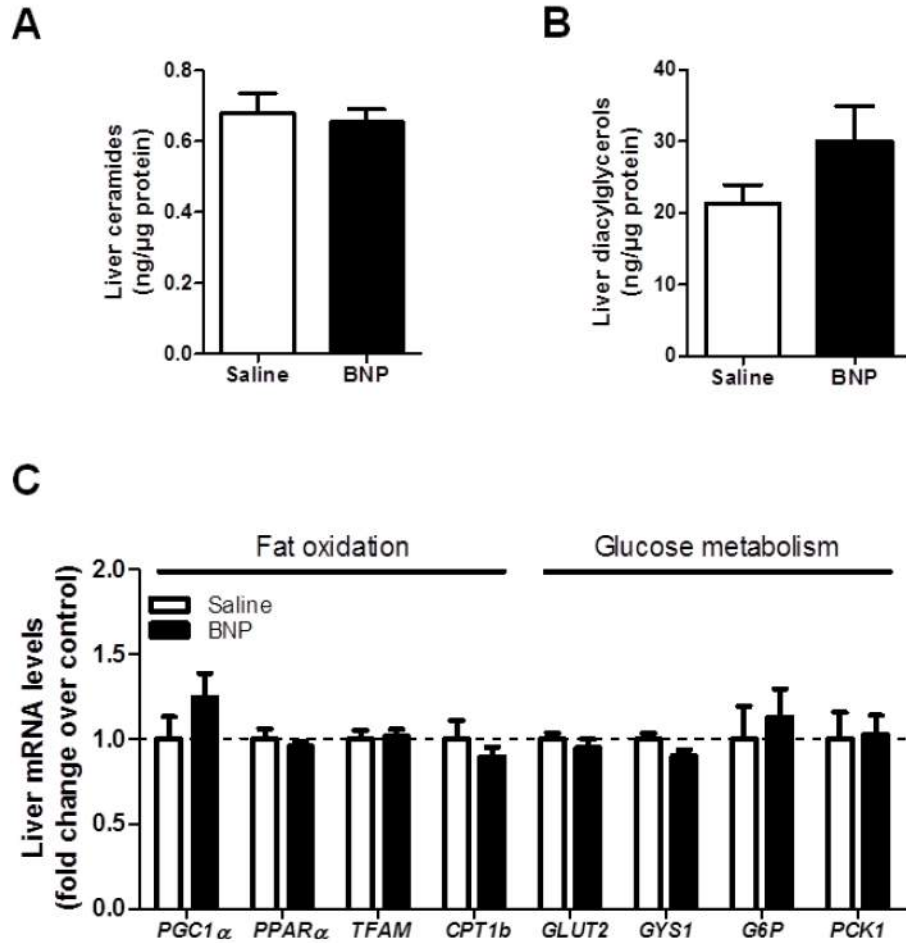 A
Liver ceramides
(ng/µg protein)
0.8
0.6
0.4
0.2
0.0
Saline
BNP
B
Liver diacylglycerols
(ng/µg protein)
40
30
20
10
0
Saline
BNP
C
Fat oxidation
Glucose metabolism
Liver mRNA levels
(fold change over control)
2.0
1.5
1.0
0.5
0.0
Saline
BNP
PGC1α PPARα TFAM CPT1b GLUT2 GYS1 G6P PCK1